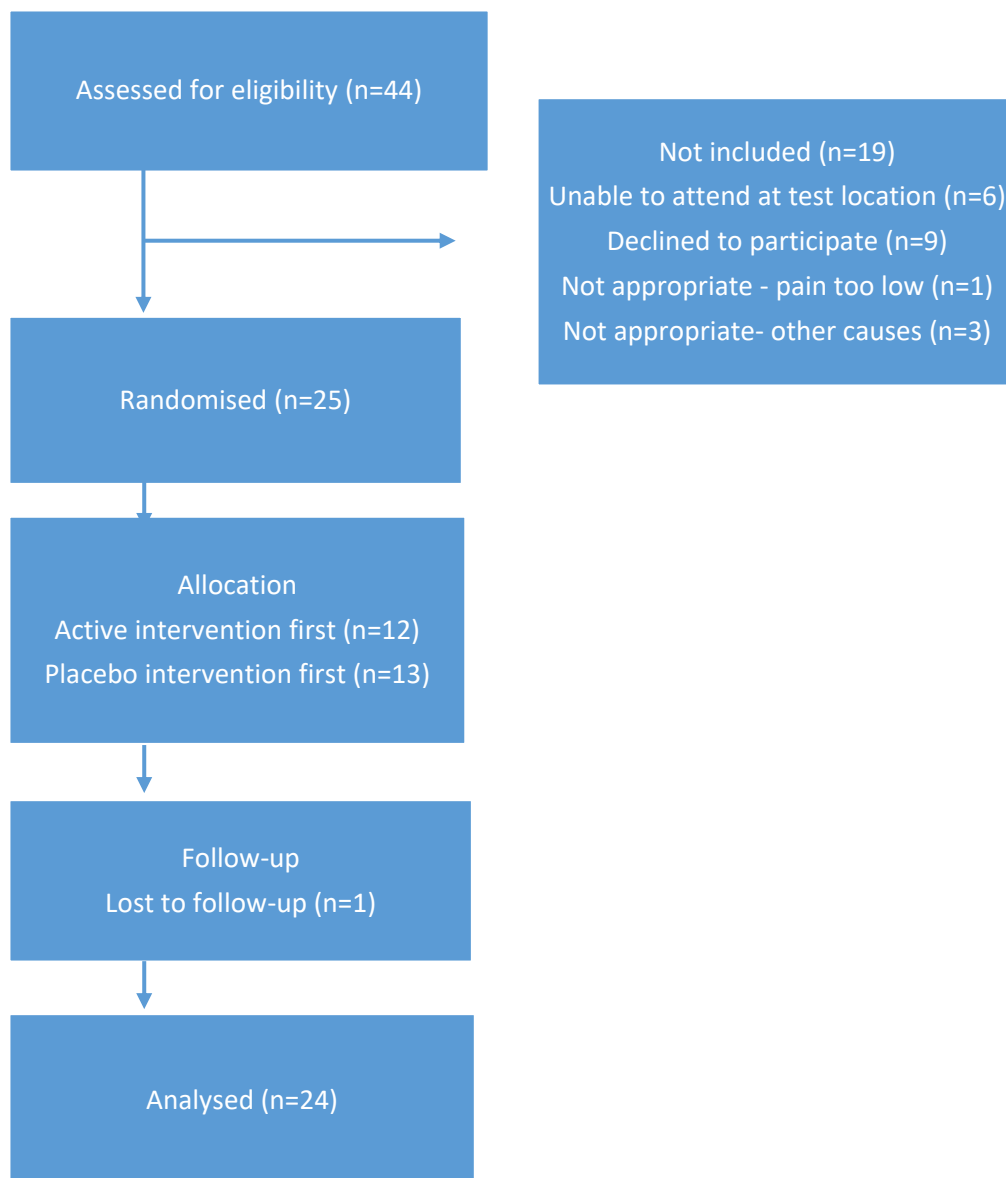 Assessed for eligibility (n=44)
Not included (n=19)
Unable to attend at test location (n=6)
Declined to participate (n=9)
Not appropriate - pain too low (n=1)
Not appropriate- other causes (n=3)
Randomised (n=25)
Allocation
Active intervention first (n=12)
Placebo intervention first (n=13)
Follow-up
Lost to follow-up (n=1)
Analysed (n=24)